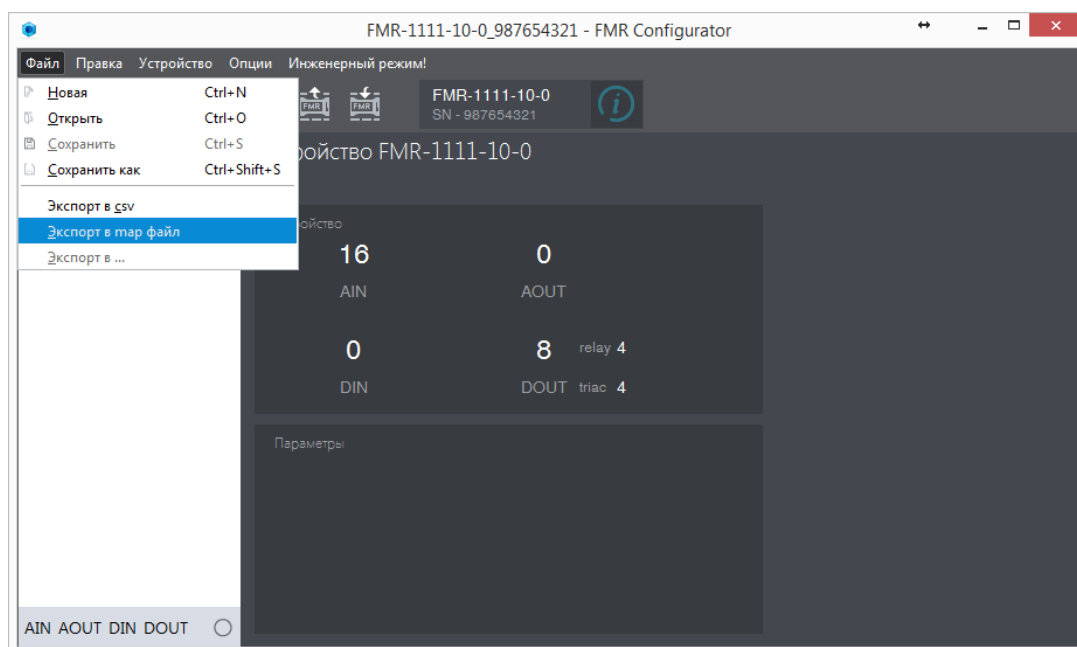 FMR-1111-10-0_987654321 - FMR Configurator
Файл Правка Устройство Опции Инженерный режим!
Новая Ctrl+N
Открыть Ctrl+O
Сохранить Ctrl+S
Сохранить как Ctrl+Shift+S
Экспорт в csv
Экспорт в map файл
Экспорт в ...
FMR FMR
FMR-1111-10-0
SN - 987654321
ройство FMR-1111-10-0
ройство
16 0
AIN AOUT
0 8 relay 4
DIN DOUT triac 4
Параметры
AIN AOUT DIN DOUT